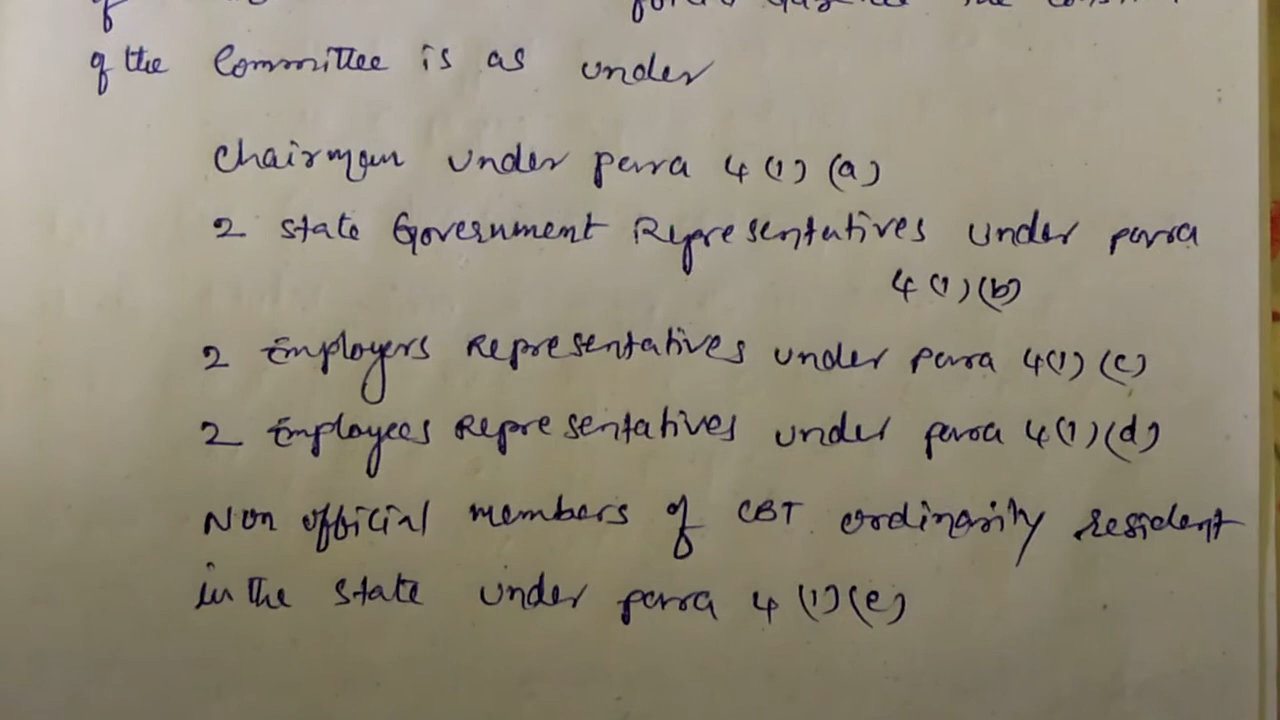 of the Committee is as under
Chairman under para 4 (1) (a)
2 State Government Representatives under para
4 (1) (b)
2 Employers Representatives under para 4(1) (c)
2 Employees Representatives under para 4(1) (d)
Non official members of CBT ordinarily resident
in the state under para 4 (1) (e)